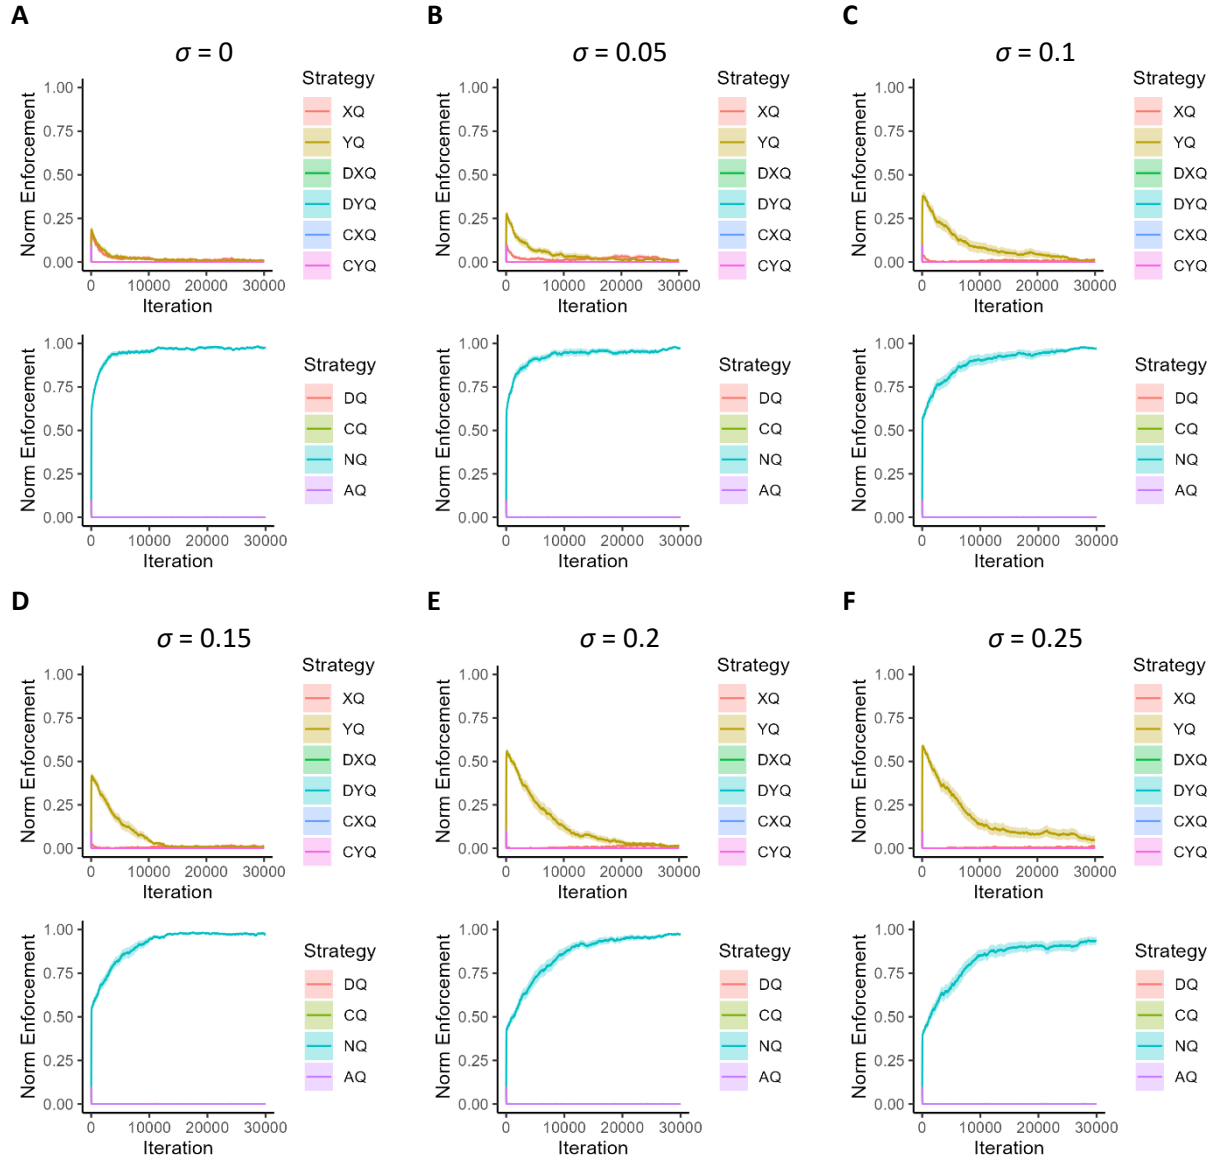 A
σ = 0
Strategy
Norm Enforcement
1.00
0.75
0.50
0.25
0.00
XQ
YQ
DXQ
DYQ
CXQ
CYQ
0 10000 20000 30000
Iteration
Norm Enforcement
1.00
0.75
0.50
0.25
0.00
Strategy
DQ
CQ
NQ
AQ
0 10000 20000 30000
Iteration
B
σ = 0.05
Strategy
Norm Enforcement
1.00
0.75
0.50
0.25
0.00
XQ
YQ
DXQ
DYQ
CXQ
CYQ
0 10000 20000 30000
Iteration
Norm Enforcement
1.00
0.75
0.50
0.25
0.00
Strategy
DQ
CQ
NQ
AQ
0 10000 20000 30000
Iteration
C
σ = 0.1
Strategy
Norm Enforcement
1.00
0.75
0.50
0.25
0.00
XQ
YQ
DXQ
DYQ
CXQ
CYQ
0 10000 20000 30000
Iteration
Norm Enforcement
1.00
0.75
0.50
0.25
0.00
Strategy
DQ
CQ
NQ
AQ
0 10000 20000 30000
Iteration
D
σ = 0.15
Strategy
Norm Enforcement
1.00
0.75
0.50
0.25
0.00
XQ
YQ
DXQ
DYQ
CXQ
CYQ
0 10000 20000 30000
Iteration
Norm Enforcement
1.00
0.75
0.50
0.25
0.00
Strategy
DQ
CQ
NQ
AQ
0 10000 20000 30000
Iteration
E
σ = 0.2
Strategy
Norm Enforcement
1.00
0.75
0.50
0.25
0.00
XQ
YQ
DXQ
DYQ
CXQ
CYQ
0 10000 20000 30000
Iteration
Norm Enforcement
1.00
0.75
0.50
0.25
0.00
Strategy
DQ
CQ
NQ
AQ
0 10000 20000 30000
Iteration
F
σ = 0.25
Strategy
Norm Enforcement
1.00
0.75
0.50
0.25
0.00
XQ
YQ
DXQ
DYQ
CXQ
CYQ
0 10000 20000 30000
Iteration
Norm Enforcement
1.00
0.75
0.50
0.25
0.00
Strategy
DQ
CQ
NQ
AQ
0 10000 20000 30000
Iteration